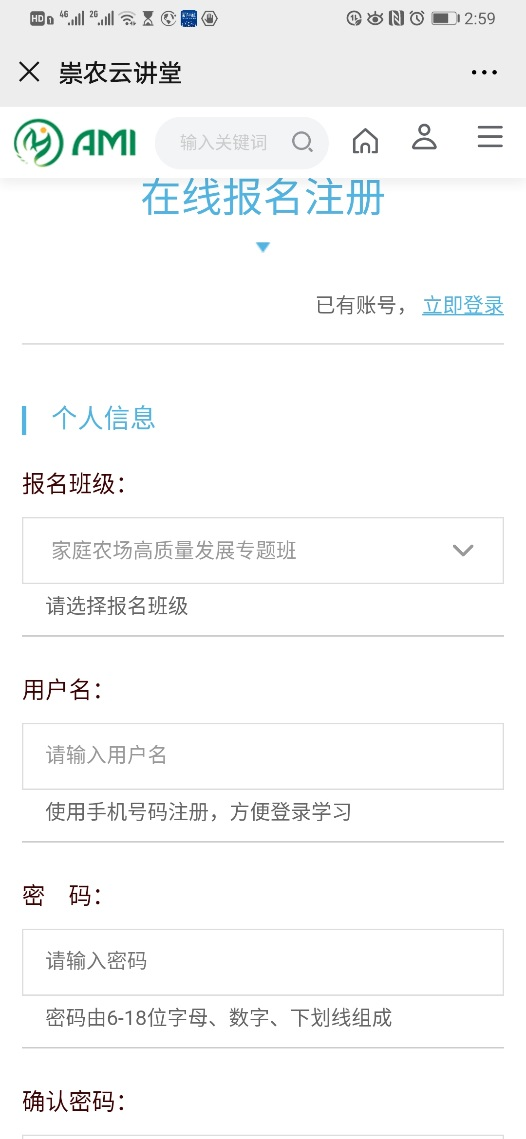 HD 4G 2G 2:59
崇农云讲堂
AMI 输入关键词
在线报名注册
已有账号， 立即登录
个人信息
报名班级：
家庭农场高质量发展专题班
请选择报名班级
用户名：
请输入用户名
使用手机号码注册，方便登录学习
密 码：
请输入密码
密码由6-18位字母、数字、下划线组成
确认密码：